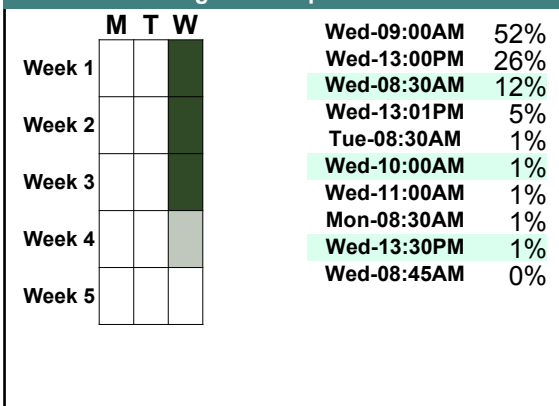 M T W
Week 1
Week 2
Week 3
Week 4
Week 5
Wed-09:00AM 52%
Wed-13:00PM 26%
Wed-08:30AM 12%
Wed-13:01PM 5%
Tue-08:30AM 1%
Wed-10:00AM 1%
Wed-11:00AM 1%
Mon-08:30AM 1%
Wed-13:30PM 1%
Wed-08:45AM 0%